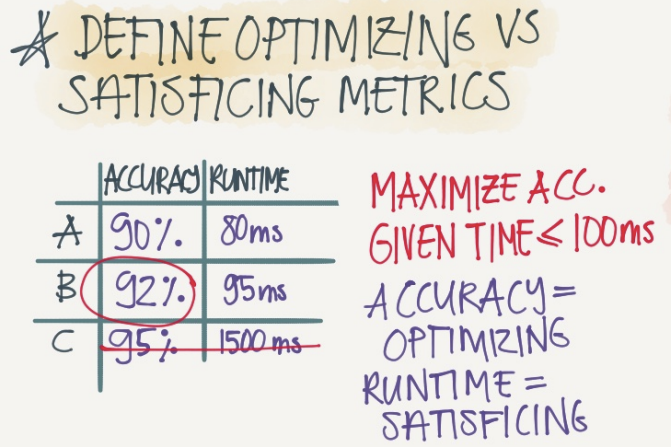 DEFINE OPTIMIZING VS
SATISFICING METRICS
ACCURACY RUNTIME
A 90% 80ms
B 92% 95ms
C 95% 1500 ms
MAXIMIZE ACC.
GIVEN TIME ≤ 100ms
ACCURACY =
OPTIMIZING
RUNTIME =
SATISFICING